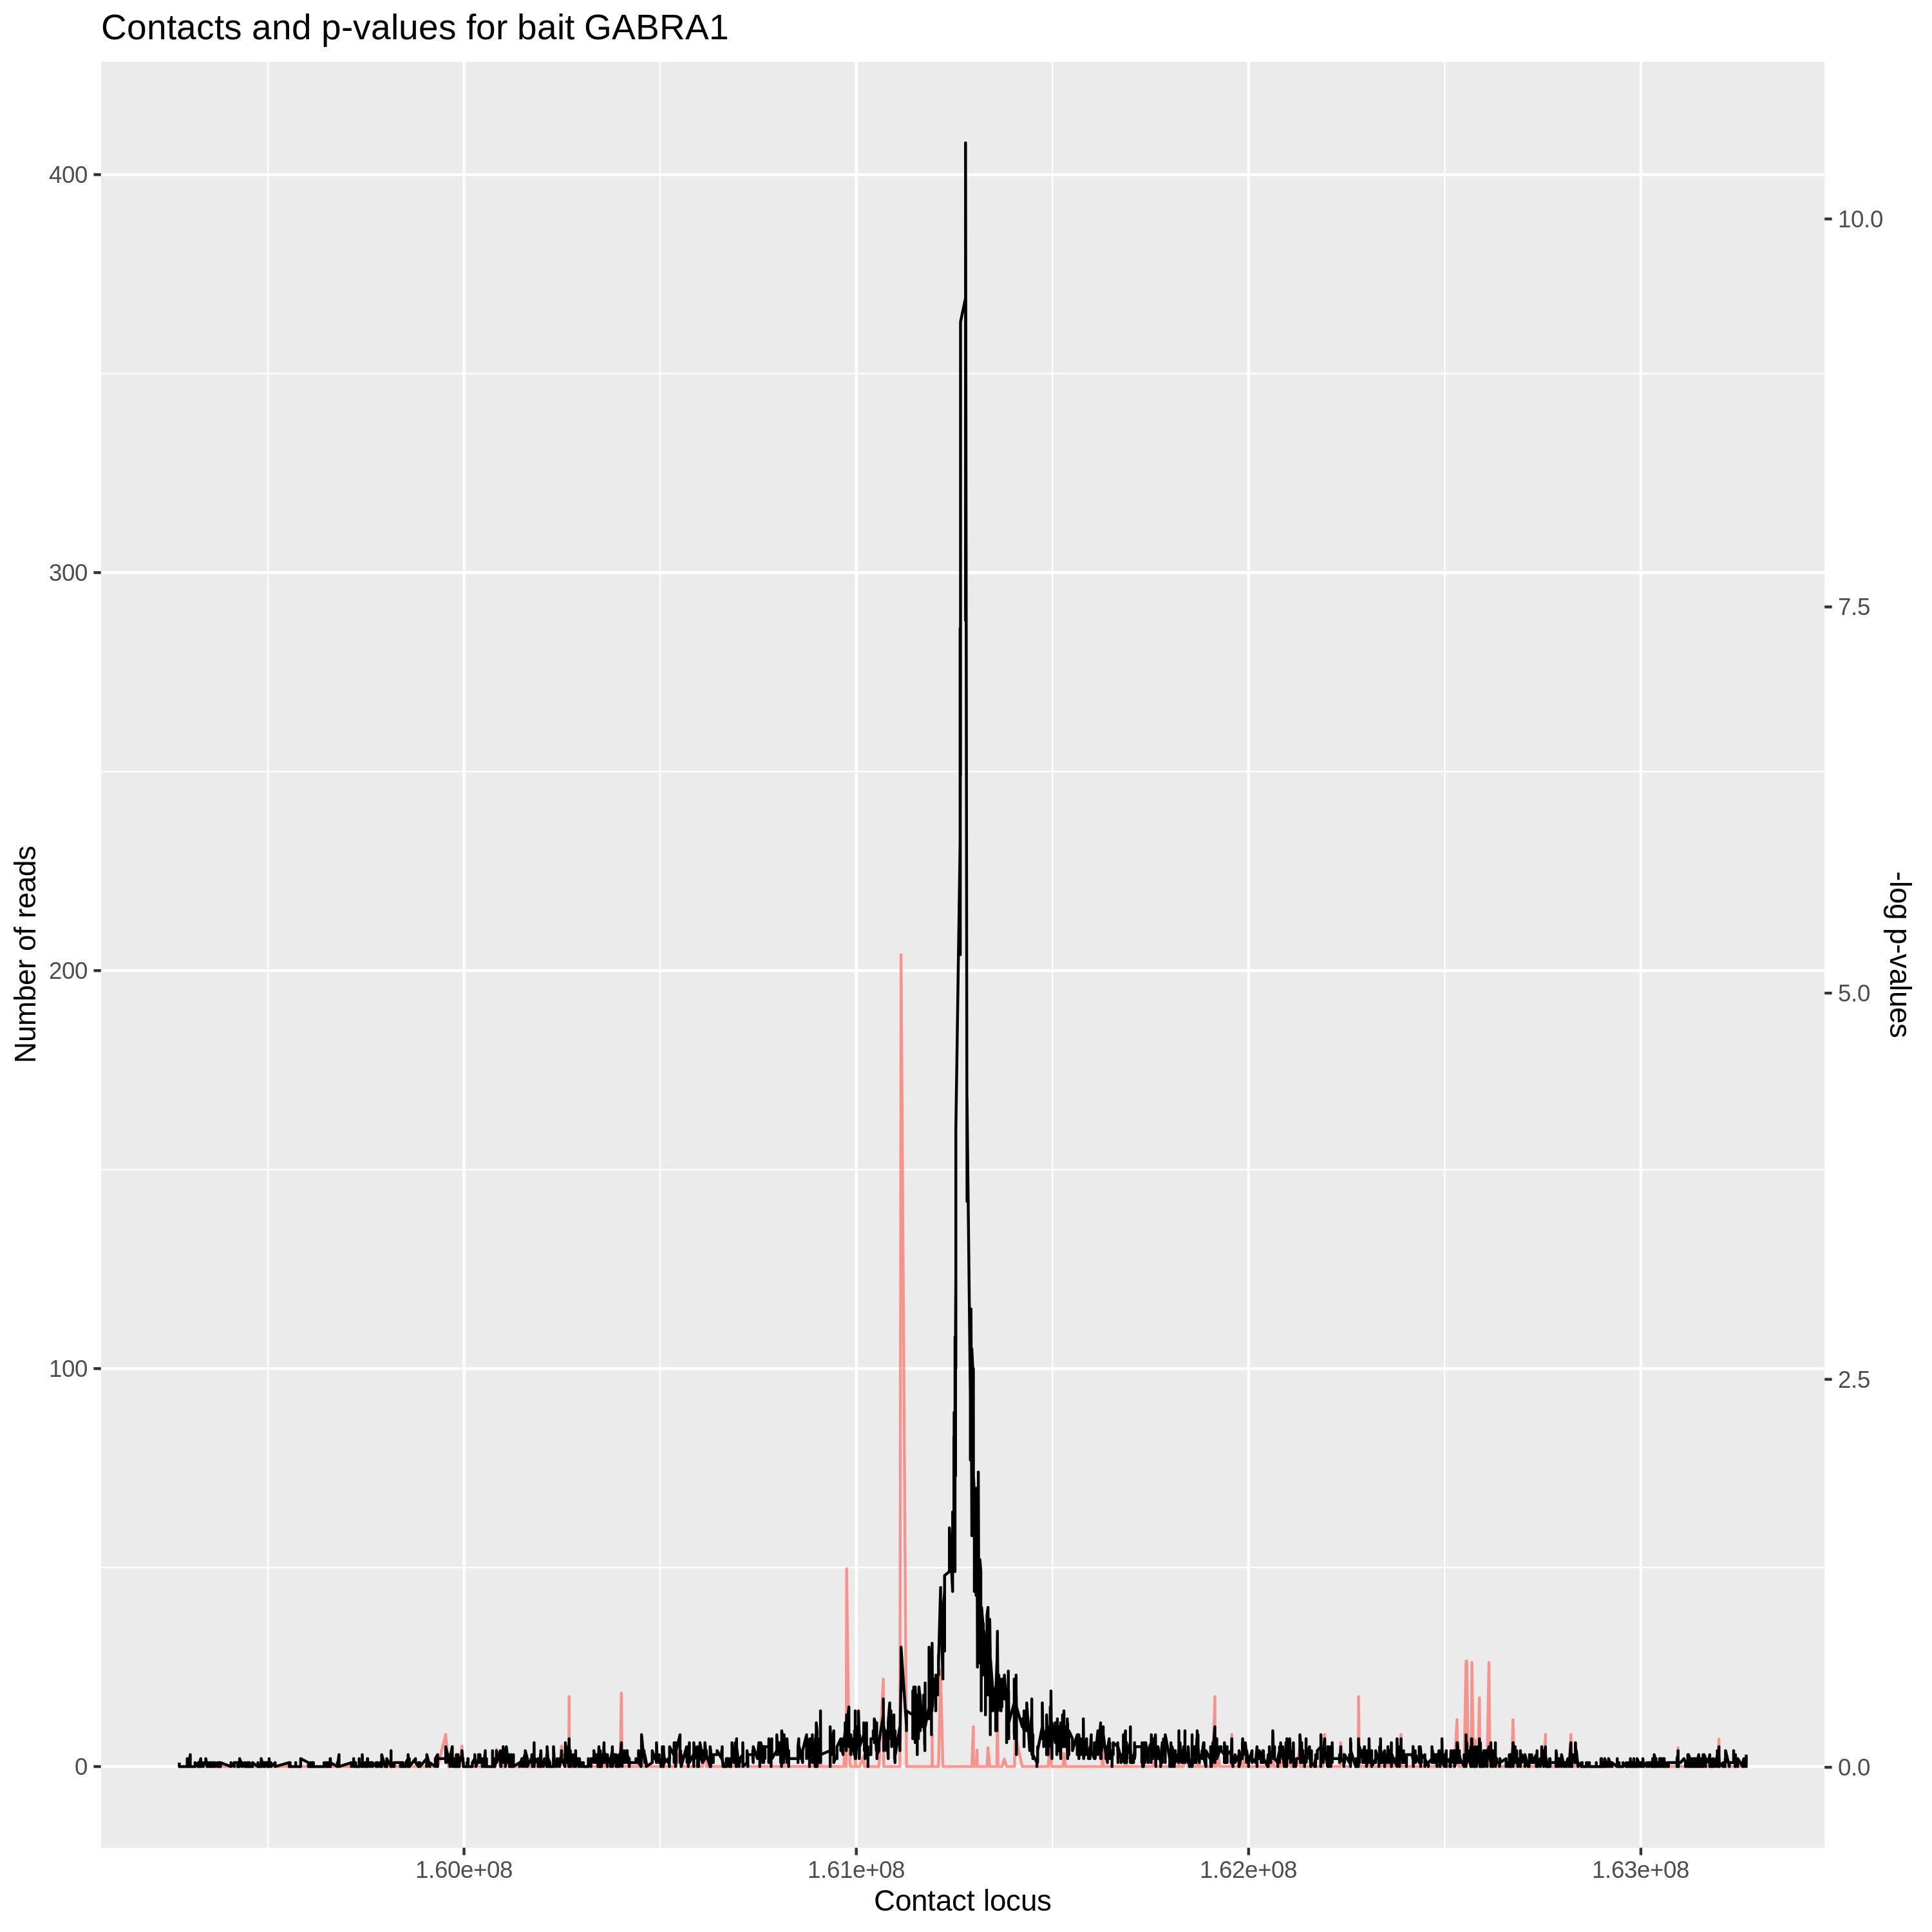 Contacts and p-values for bait GABRA1
400
300
200
100
0
Number of reads
10.0
7.5
5.0
2.5
0.0
-log p-values
1.60e+08
1.61e+08
1.62e+08
1.63e+08
Contact locus